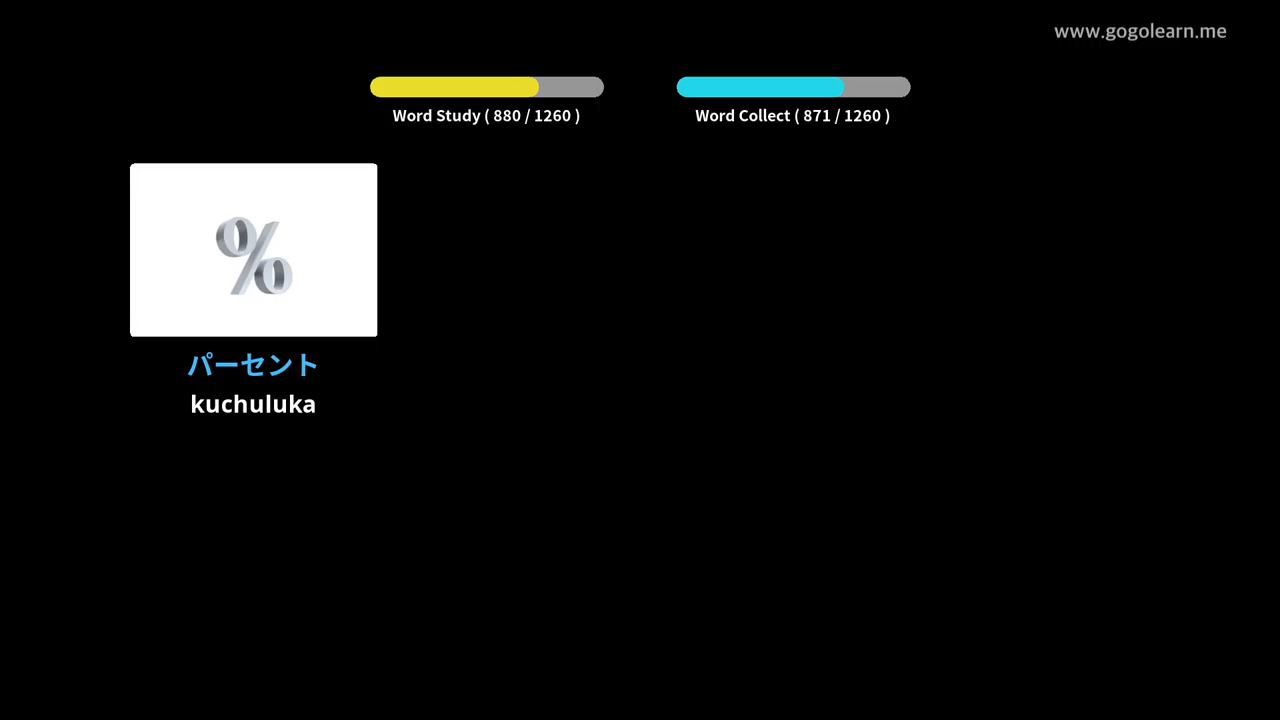 www.gogolearn.me
Word Study ( 880 / 1260 )
Word Collect ( 871 / 1260 )
%
パーセント
kuchuluka